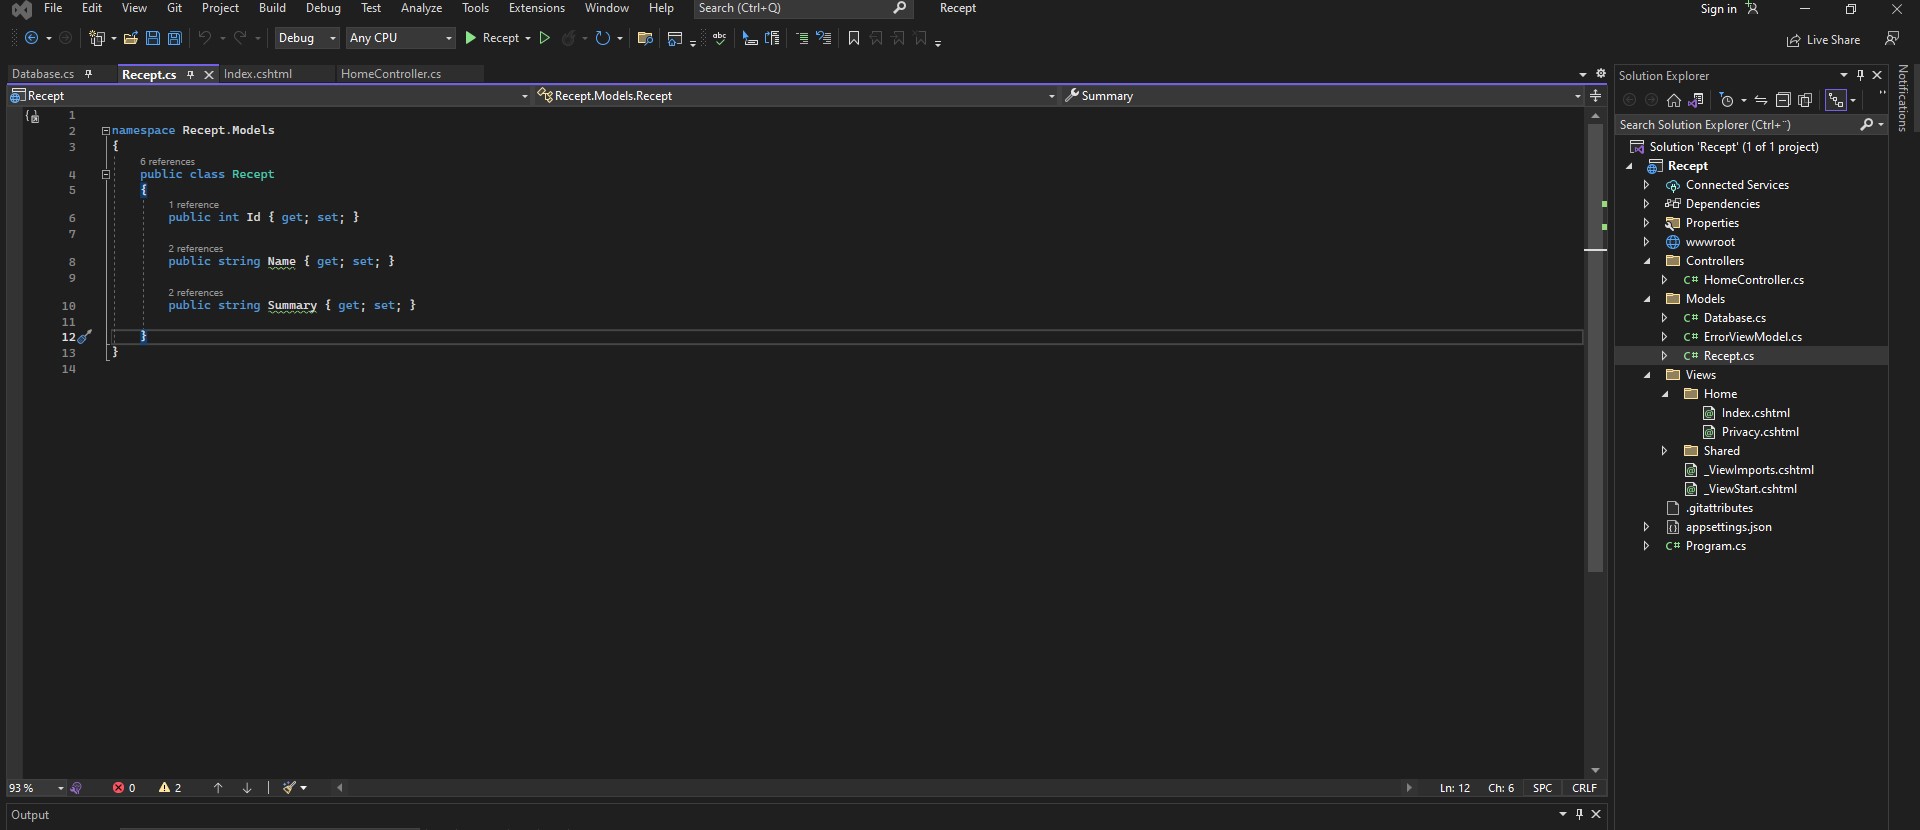 File Edit View Git Project Build Debug Test Analyze Tools Extensions Window Help Search (Ctrl+Q) Recept Sign in
Debug Any CPU Recept Live Share
Database.cs Recept.cs Index.cshtml HomeController.cs
Recept Recept.Models.Recept Summary
1
2 namespace Recept.Models
3 {
6 references
4 public class Recept
5 {
1 reference
6 public int Id { get; set; }
7
2 references
8 public string Name { get; set; }
9
2 references
10 public string Summary { get; set; }
11
12 }
13 }
14
93 % 0 2 Ln: 12 Ch: 6 SPC CRLF
Output
Solution Explorer
Search Solution Explorer (Ctrl+¨)
Solution 'Recept' (1 of 1 project)
Recept
Connected Services
Dependencies
Properties
wwwroot
Controllers
C# HomeController.cs
Models
C# Database.cs
C# ErrorViewModel.cs
C# Recept.cs
Views
Home
Index.cshtml
Privacy.cshtml
Shared
_ViewImports.cshtml
_ViewStart.cshtml
.gitattributes
appsettings.json
C# Program.cs
Notifications